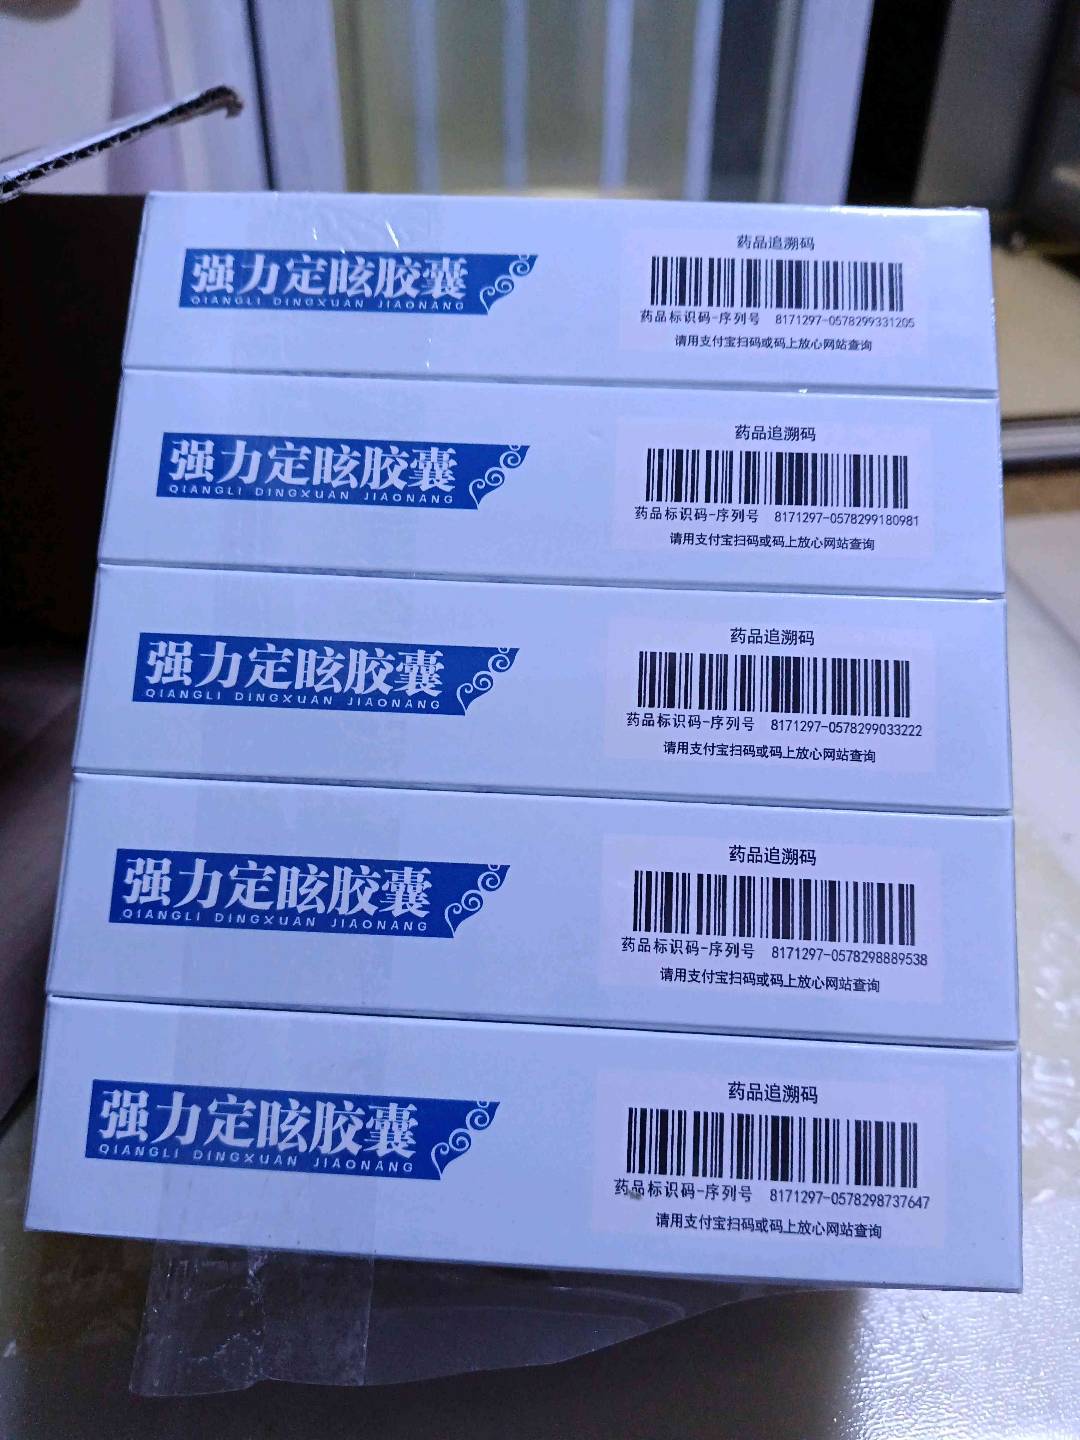 强力定眩胶囊
QIANGLI DINGXUAN JIAONANG
药品追溯码
药品标识码-序列号 8171297-0578299331205
请用支付宝扫码或码上放心网站查询
强力定眩胶囊
QIANGLI DINGXUAN JIAONANG
药品追溯码
药品标识码-序列号 8171297-0578299180981
请用支付宝扫码或码上放心网站查询
强力定眩胶囊
QIANGLI DINGXUAN JIAONANG
药品追溯码
药品标识码-序列号 8171297-0578299033222
请用支付宝扫码或码上放心网站查询
强力定眩胶囊
QIANGLI DINGXUAN JIAONANG
药品追溯码
药品标识码-序列号 8171297-0578298889538
请用支付宝扫码或码上放心网站查询
强力定眩胶囊
QIANGLI DINGXUAN JIAONANG
药品追溯码
药品标识码-序列号 8171297-0578298737647
请用支付宝扫码或码上放心网站查询